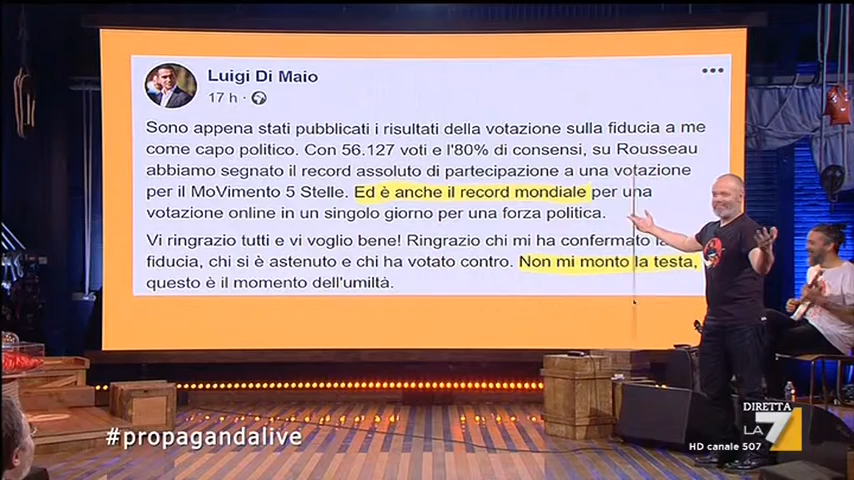 Luigi Di Maio
17 h ·
Sono appena stati pubblicati i risultati della votazione sulla fiducia a me
come capo politico. Con 56.127 voti e l'80% di consensi, su Rousseau
abbiamo segnato il record assoluto di partecipazione a una votazione
per il MoVimento 5 Stelle. Ed è anche il record mondiale per una
votazione online in un singolo giorno per una forza politica.
Vi ringrazio tutti e vi voglio bene! Ringrazio chi mi ha confermato la
fiducia, chi si è astenuto e chi ha votato contro. Non mi monto la testa,
questo è il momento dell'umiltà.
#propagandalive
DIRETTA
LA 7
HD canale 507